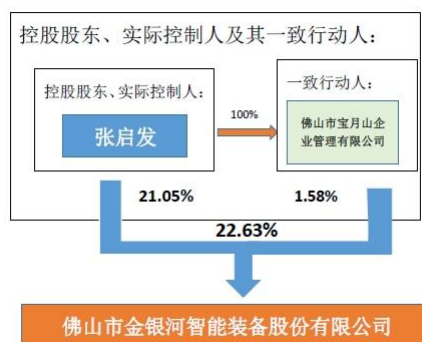 控股股东、实际控制人及其一致行动人：
控股股东、实际控制人：
张启发
100%
一致行动人：
佛山市宝月山企
业管理有限公司
21.05%
1.58%
22.63%
佛山市金银河智能装备股份有限公司